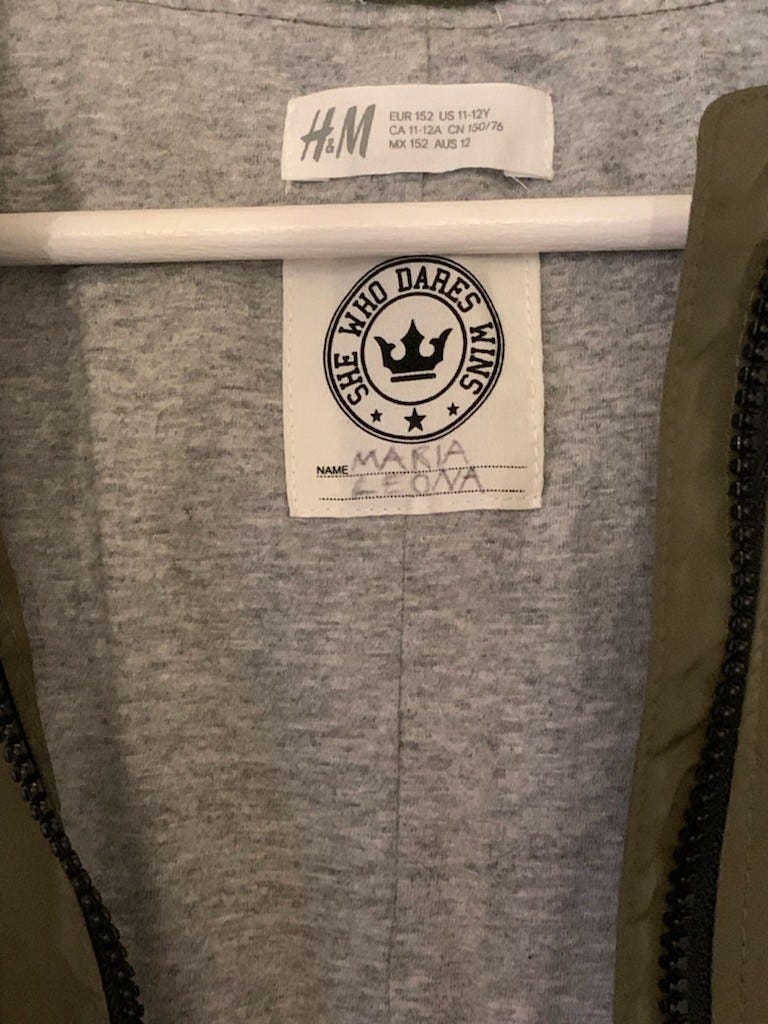 H&M
EUR 152 US 11-12Y
CA 11-12A CN 150/76
MX 152 AUS 12
SHE WHO DARES WINS
NAME MARIA
LEONA